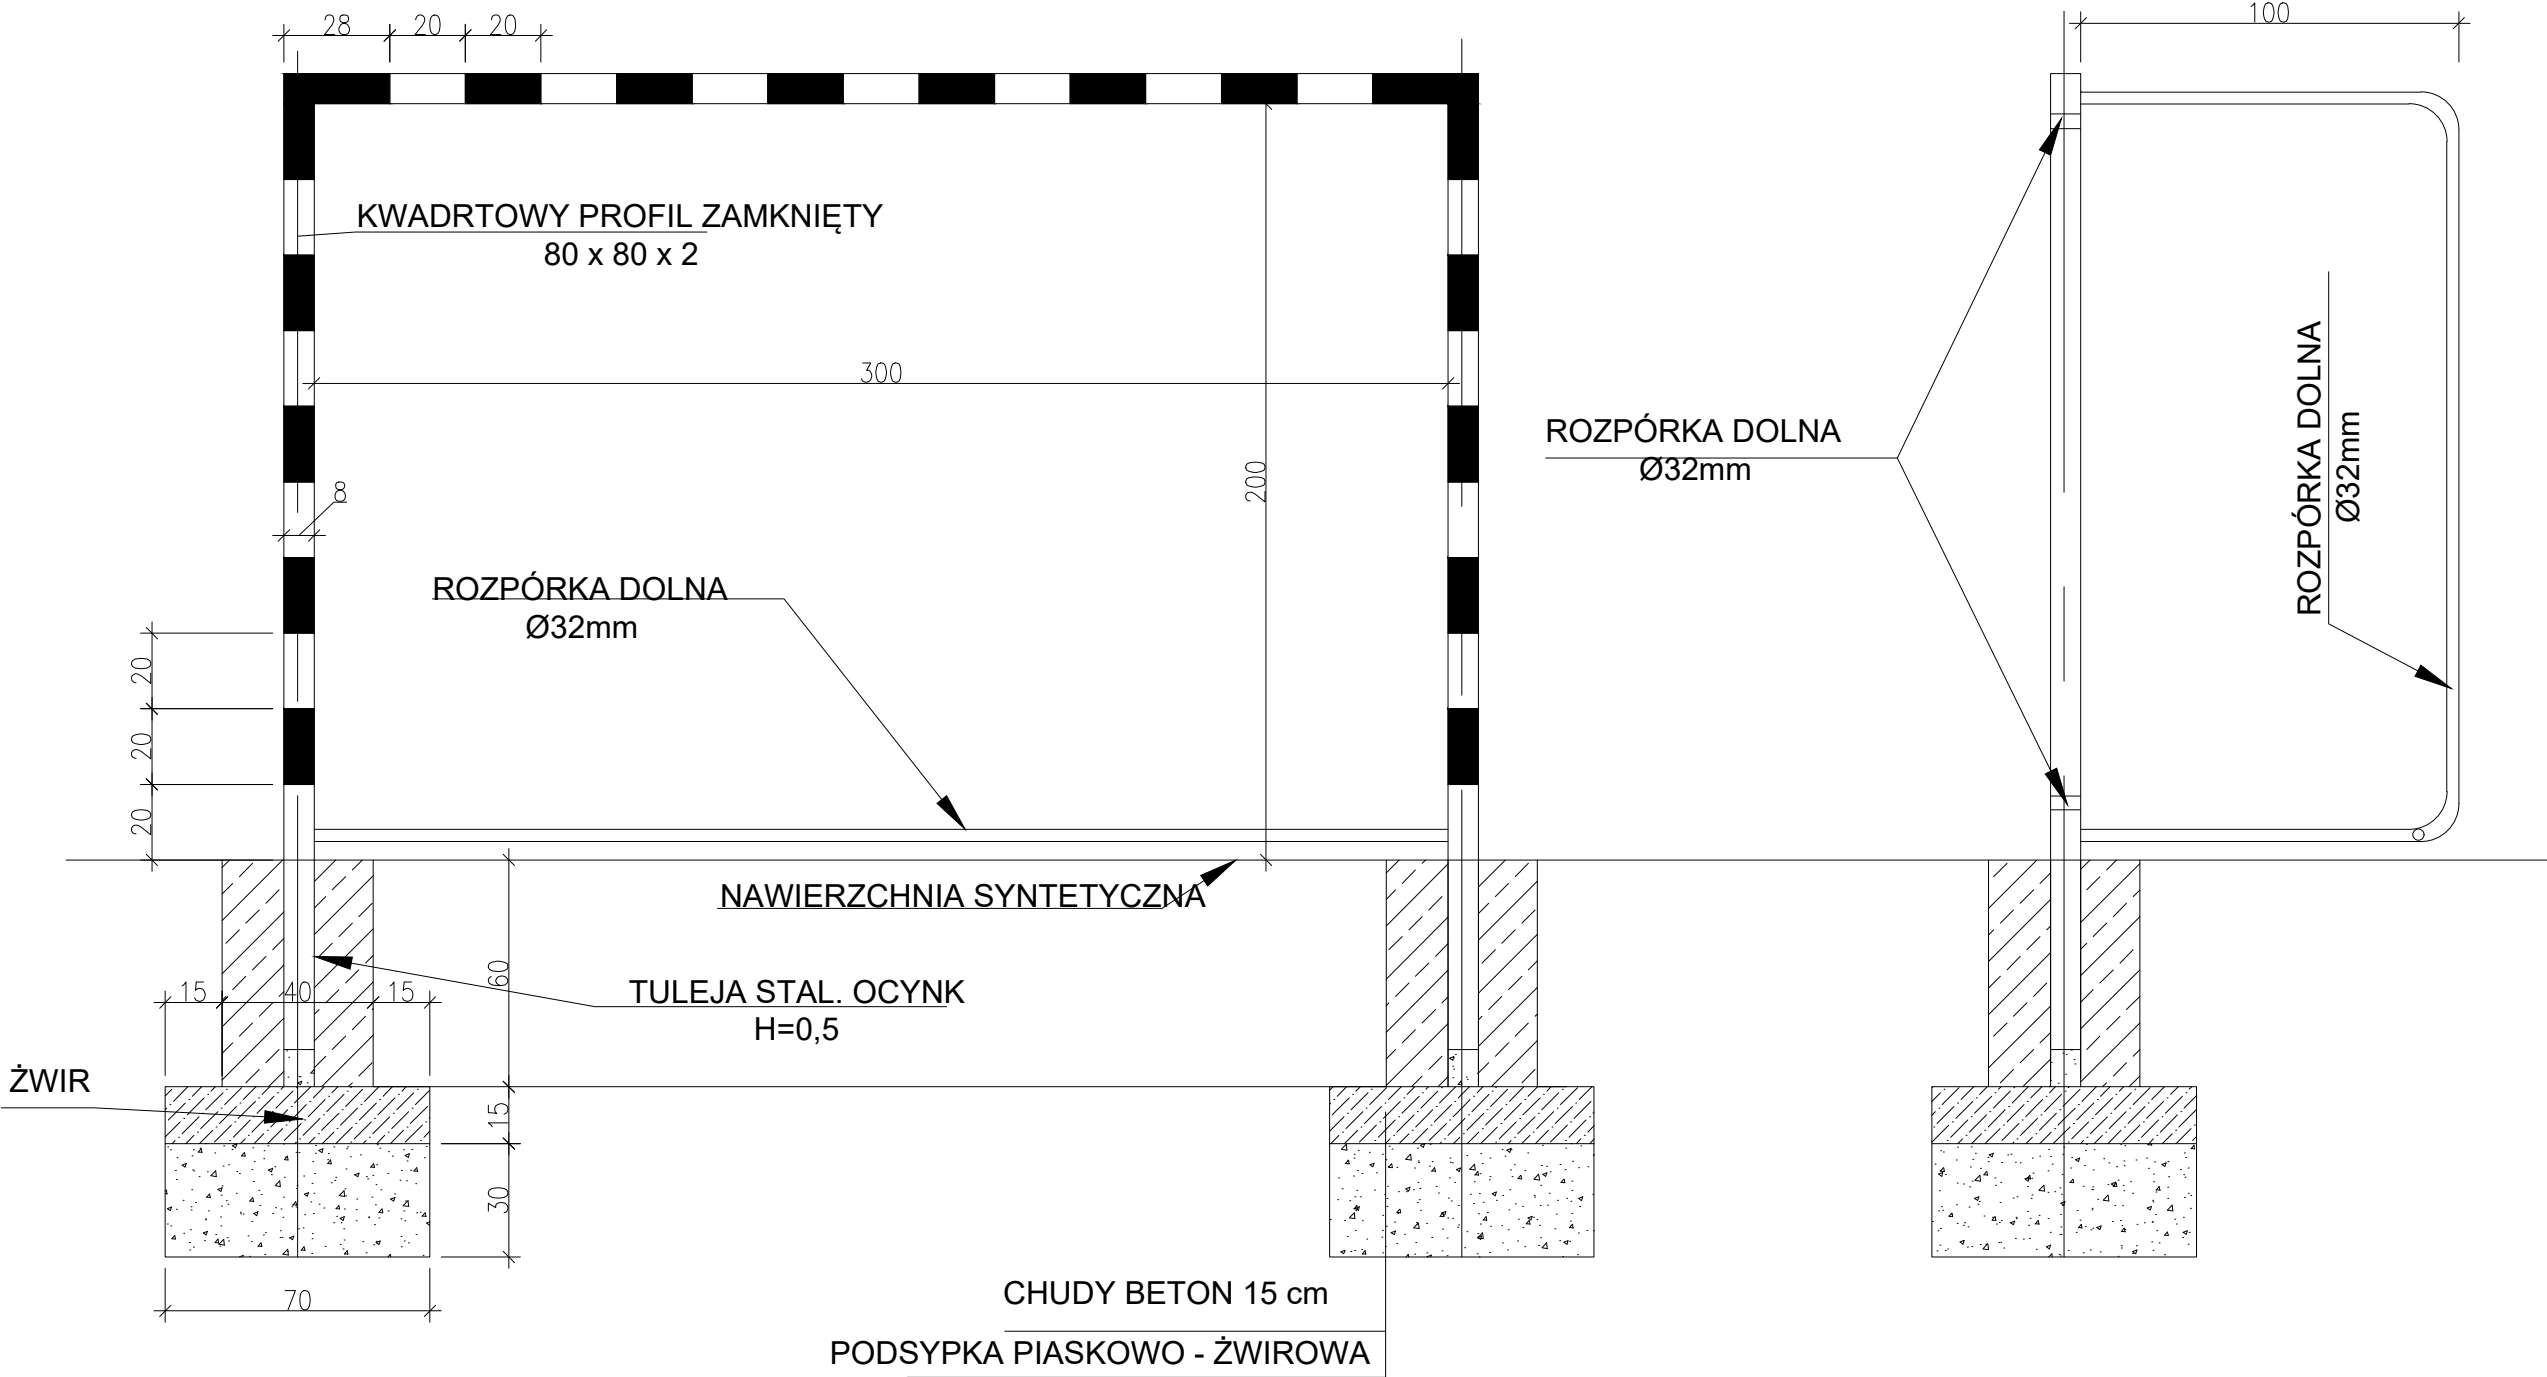 28
20
20
100
KWADRTOWY PROFIL ZAMKNIĘTY
80 x 80 x 2
300
200
8
ROZPÓRKA DOLNA
Ø32mm
ROZPÓRKA DOLNA
Ø32mm
ROZPÓRKA DOLNA
Ø32mm
20
20
20
NAWIERZCHNIA SYNTETYCZNA
TULEJA STAL. OCYNK
H=0,5
15
40
15
60
ŻWIR
15
30
70
CHUDY BETON 15 cm
PODSYPKA PIASKOWO - ŻWIROWA